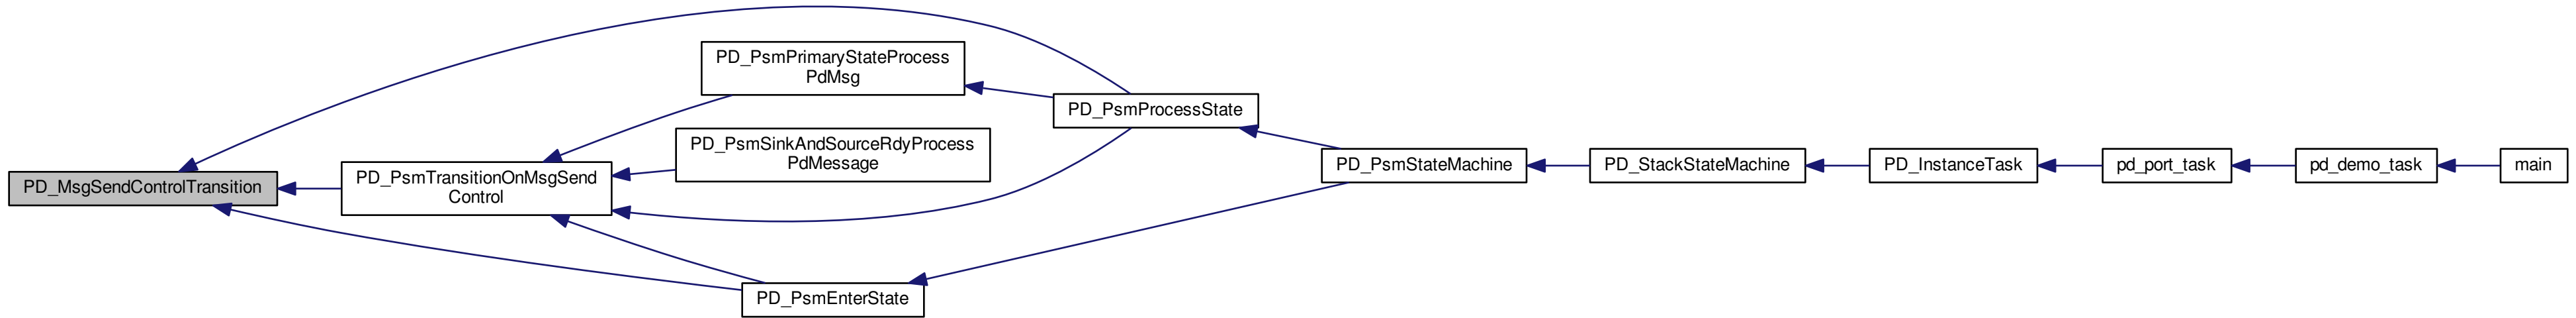 PD_MsgSendControlTransition
PD_PsmTransitionOnMsgSend
Control
PD_PsmPrimaryStateProcess
PdMsg
PD_PsmSinkAndSourceRdyProcess
PdMessage
PD_PsmEnterState
PD_PsmProcessState
PD_PsmStateMachine
PD_StackStateMachine
PD_InstanceTask
pd_port_task
pd_demo_task
main